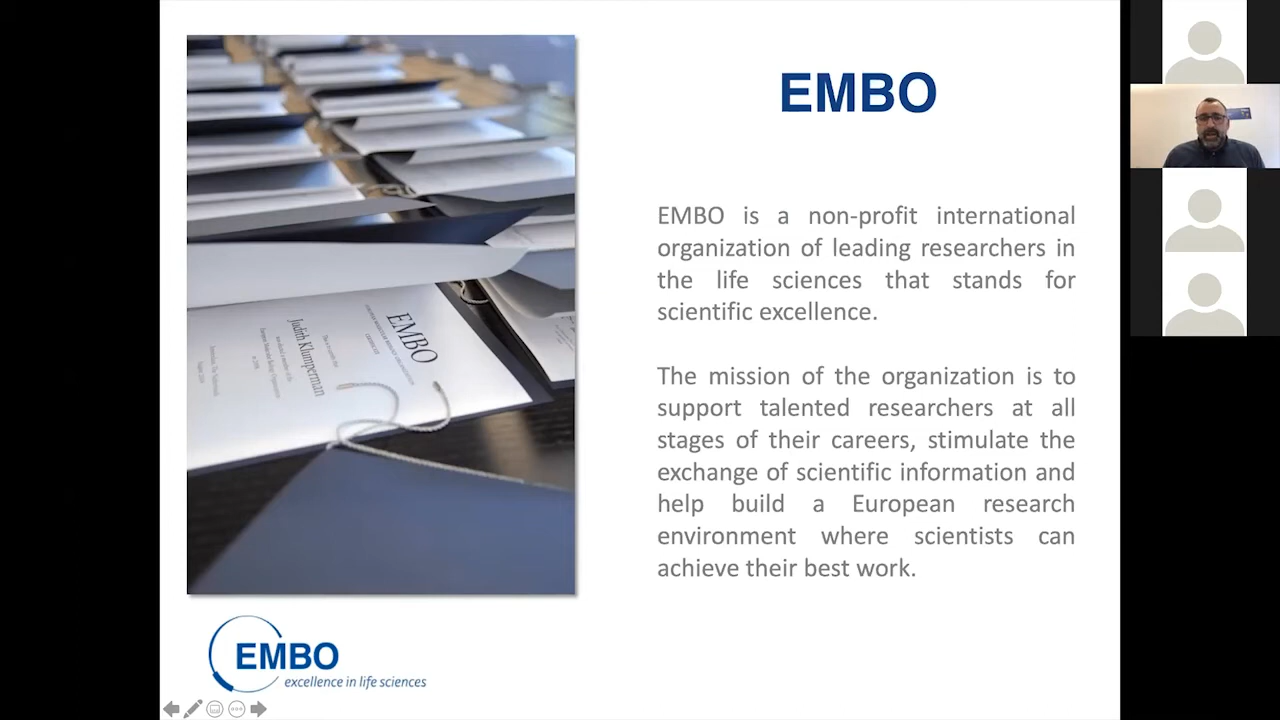 EMBO
EMBO is a non-profit international
organization of leading researchers in
the life sciences that stands for
scientific excellence.
The mission of the organization is to
support talented researchers at all
stages of their careers, stimulate the
exchange of scientific information and
help build a European research
environment where scientists can
achieve their best work.
EMBO
Judith Klumperman
EMBO
excellence in life sciences